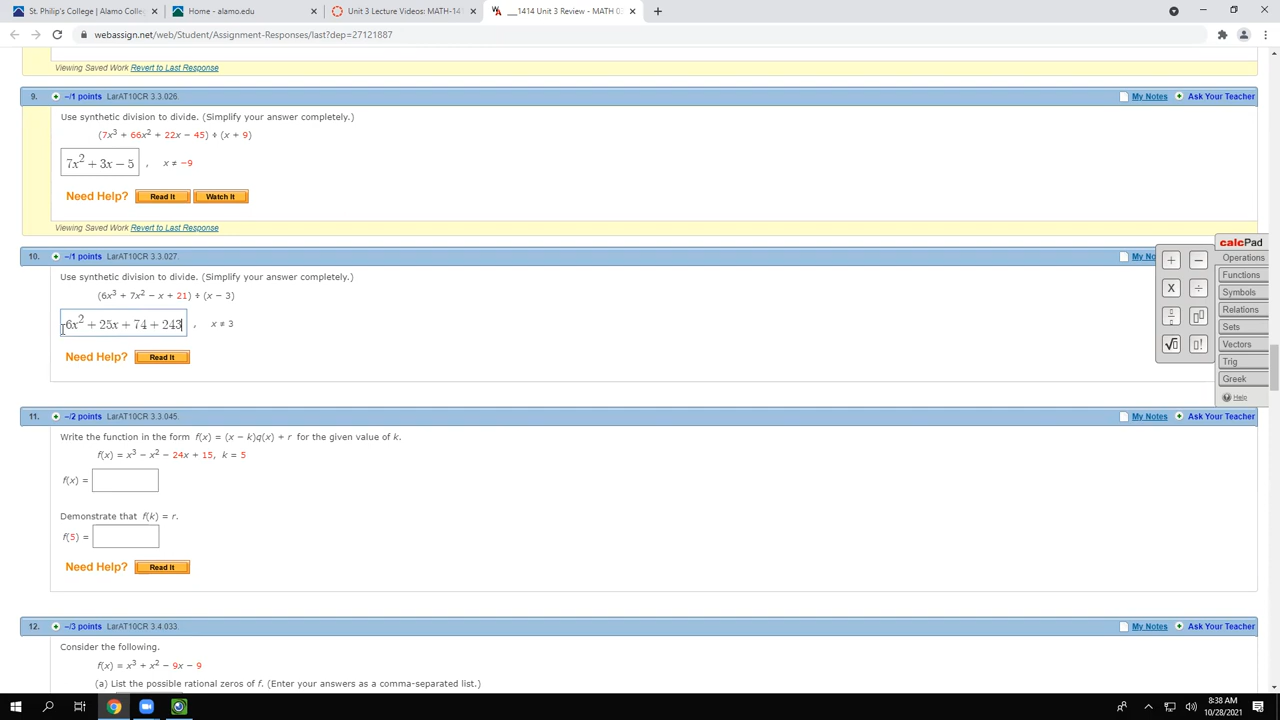 St. Philip's College | Alamo Colleg
Home - alamo.edu
Unit 3 Lecture Videos: MATH-141
__1414 Unit 3 Review - MATH 03
webassign.net/web/Student/Assignment-Responses/last?dep=27121887
Viewing Saved Work Revert to Last Response
9. –/1 points LarAT10CR 3.3.026. My Notes Ask Your Teacher
Use synthetic division to divide. (Simplify your answer completely.)
(7x³ + 66x² + 22x − 45) ÷ (x + 9)
7x² + 3x − 5 , x ≠ −9
Need Help? Read It Watch It
Viewing Saved Work Revert to Last Response
10. –/1 points LarAT10CR 3.3.027. My No
Use synthetic division to divide. (Simplify your answer completely.)
(6x³ + 7x² − x + 21) ÷ (x − 3)
6x² + 25x + 74 + 243 , x ≠ 3
Need Help? Read It
calcPad
Operations
Functions
Symbols
Relations
Sets
Vectors
Trig
Greek
Help
11. –/2 points LarAT10CR 3.3.045. My Notes Ask Your Teacher
Write the function in the form f(x) = (x − k)q(x) + r for the given value of k.
f(x) = x³ − x² − 24x + 15, k = 5
f(x) =
Demonstrate that f(k) = r.
f(5) =
Need Help? Read It
12. –/3 points LarAT10CR 3.4.033. My Notes Ask Your Teacher
Consider the following.
f(x) = x³ + x² − 9x − 9
(a) List the possible rational zeros of f. (Enter your answers as a comma-separated list.)
8:38 AM
10/28/2021